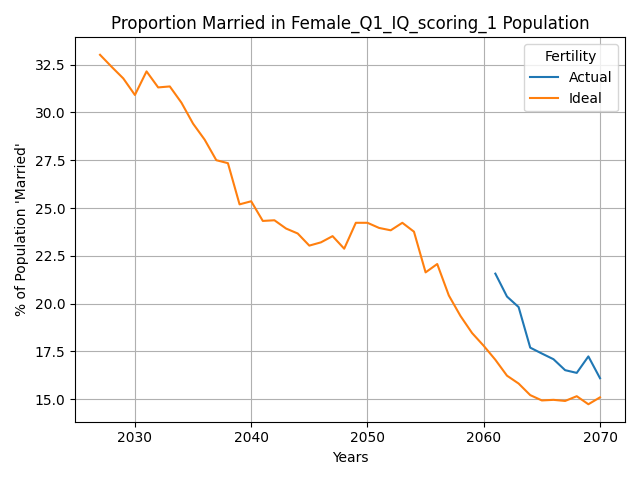 Proportion Married in Female_Q1_IQ_scoring_1 Population
Fertility
Actual
Ideal
% of Population 'Married'
32.5
30.0
27.5
25.0
22.5
20.0
17.5
15.0
2030 2040 2050 2060 2070
Years